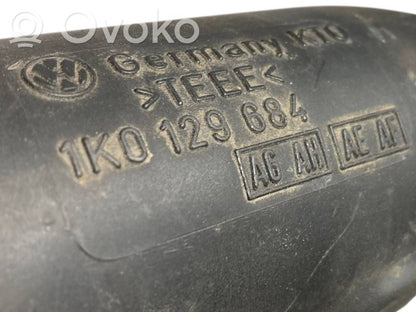 Ovoko
Germany KTO
>TEEE<
1K0 129 684
AG AH AE AF